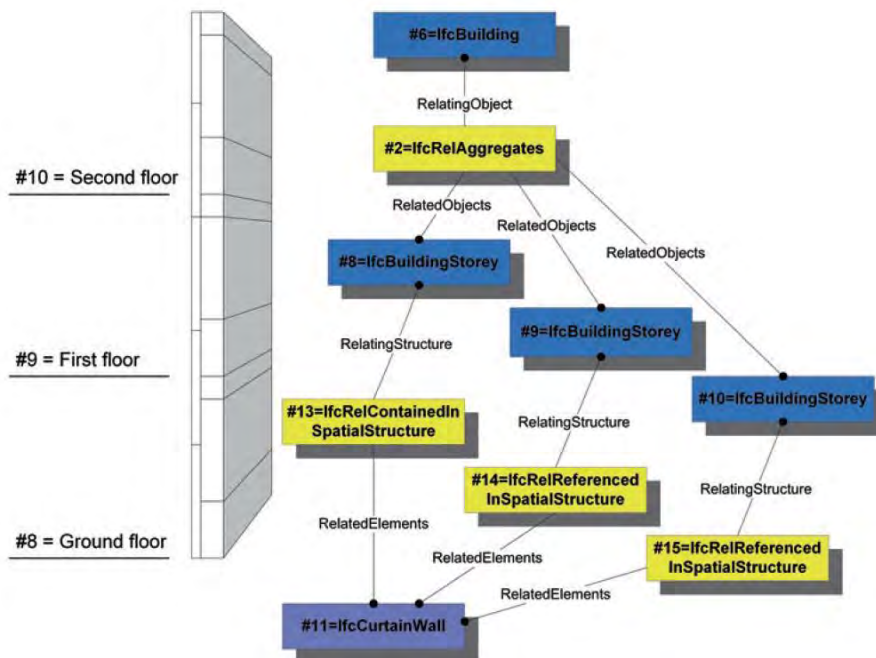 #6=IfcBuilding
RelatingObject
#2=IfcRelAggregates
#10 = Second floor
RelatedObjects
RelatedObjects
RelatedObjects
#8=IfcBuildingStorey
#9=IfcBuildingStorey
RelatingStructure
#9 = First floor
#10=IfcBuildingStorey
#13=IfcRelContainedIn
SpatialStructure
RelatingStructure
#14=IfcRelReferenced
InSpatialStructure
RelatingStructure
RelatedElements
#8 = Ground floor
RelatedElements
#15=IfcRelReferenced
InSpatialStructure
RelatedElements
#11=IfcCurtainWall